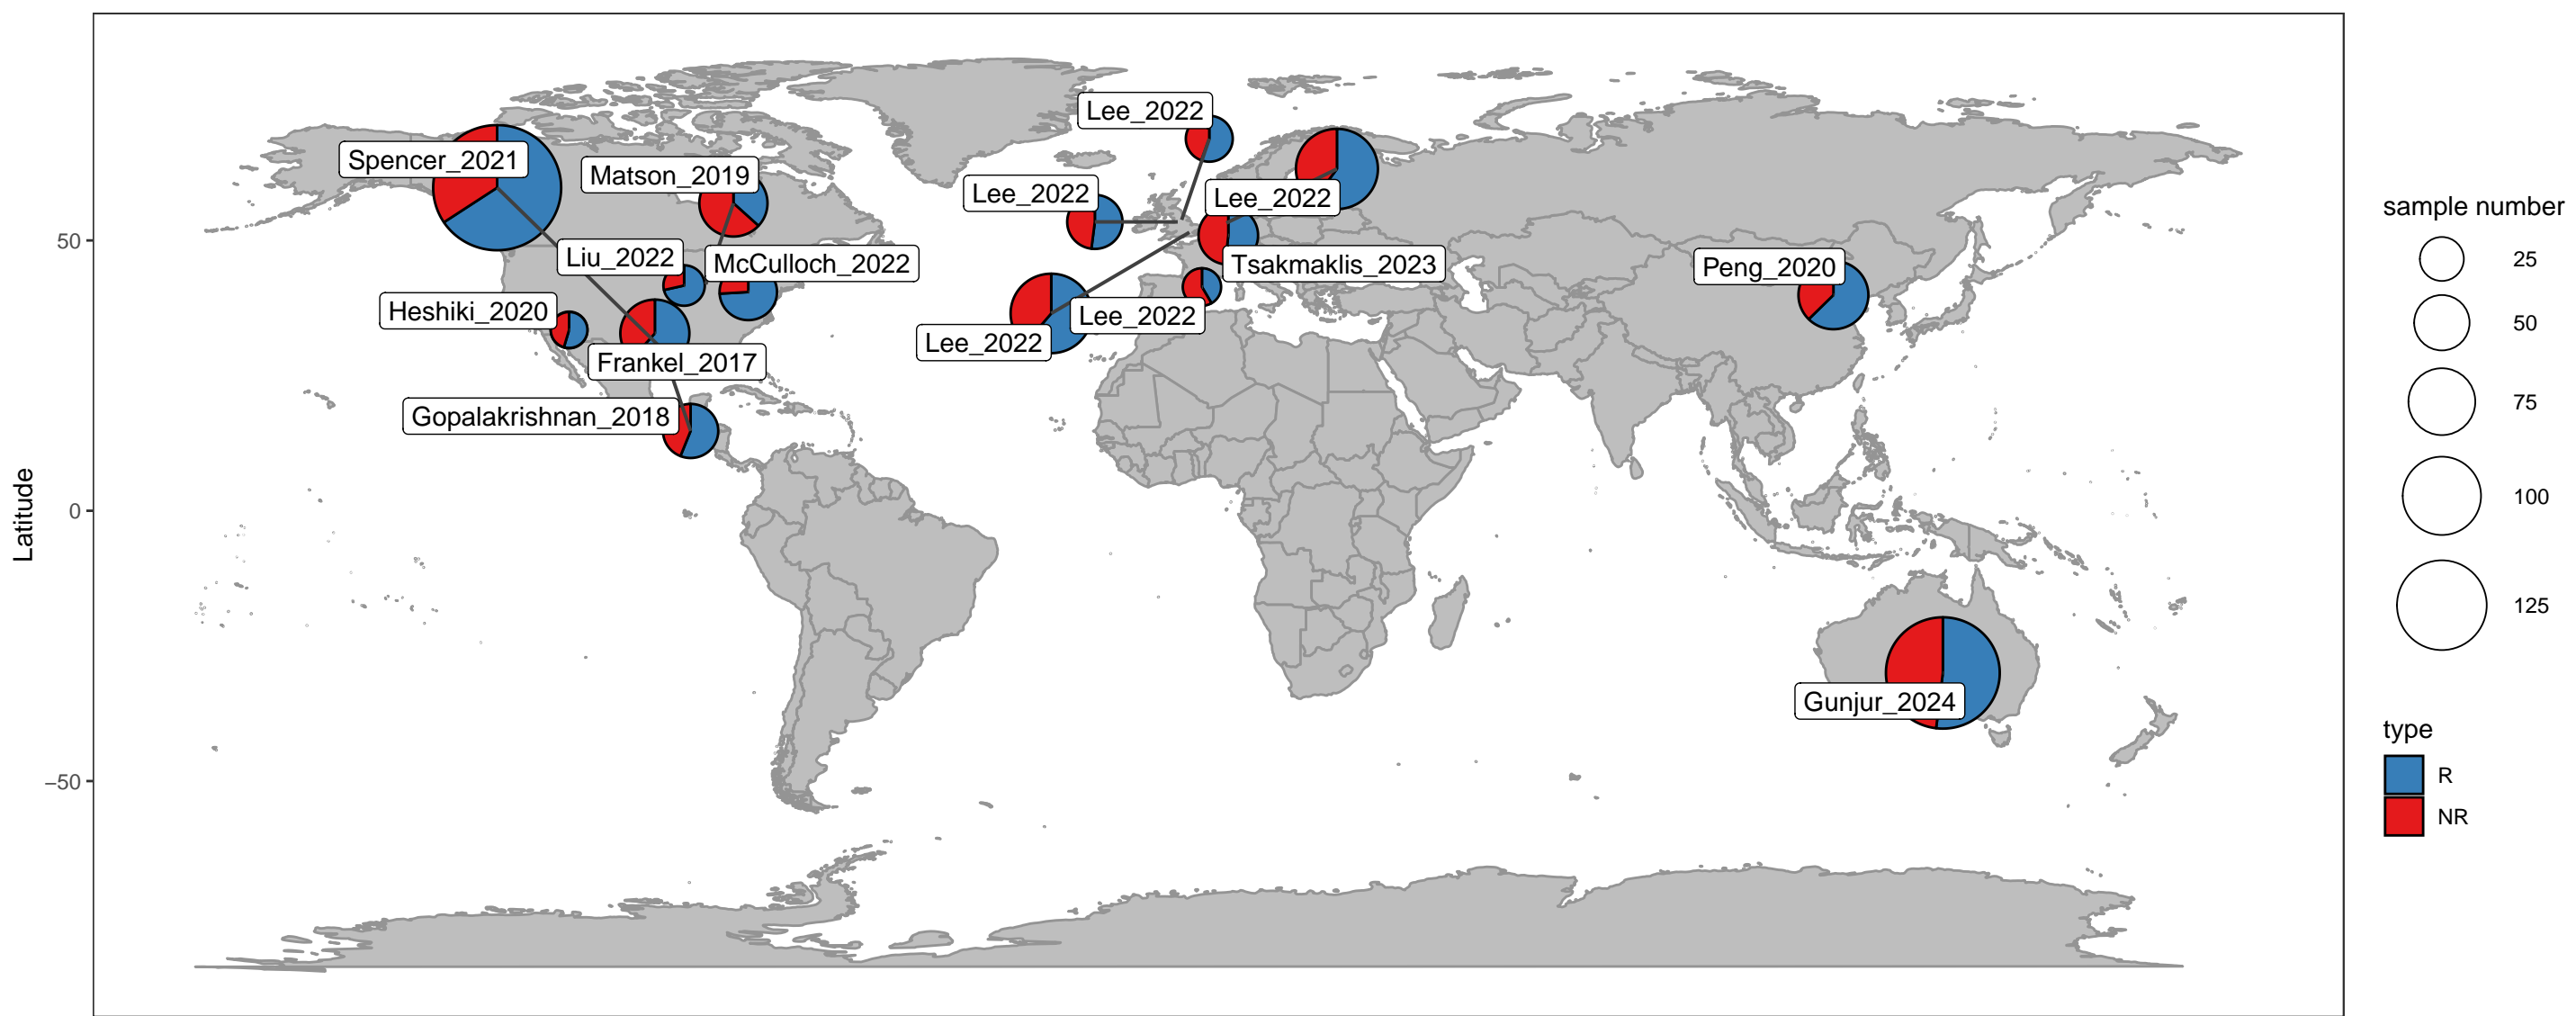 Lee_2022
Spencer_2021
Matson_2019
Lee_2022
Lee_2022
Liu_2022
McCulloch_2022
Tsakmaklis_2023
Peng_2020
Heshiki_2020
Lee_2022
Lee_2022
Frankel_2017
Gopalakrishnan_2018
Gunjur_2024
50
0
−50
Latitude
sample number
25
50
75
100
125
type
R
NR